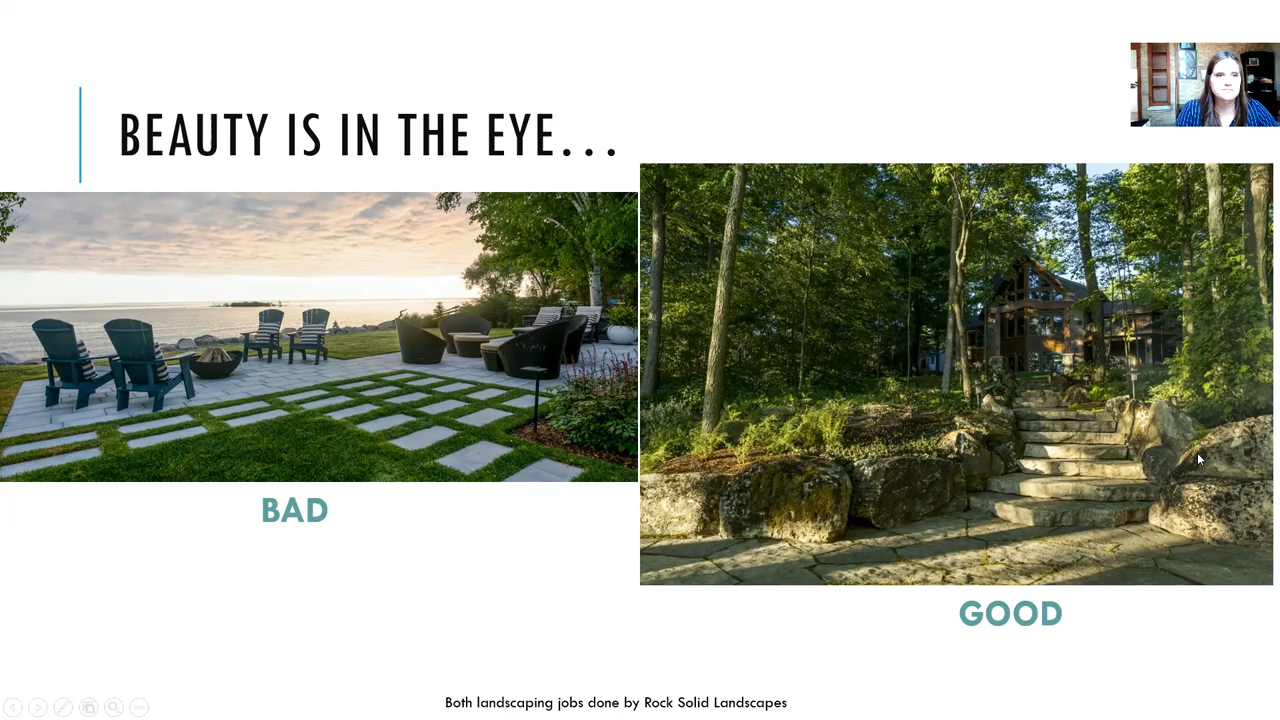 BEAUTY IS IN THE EYE...
BAD
GOOD
Both landscaping jobs done by Rock Solid Landscapes